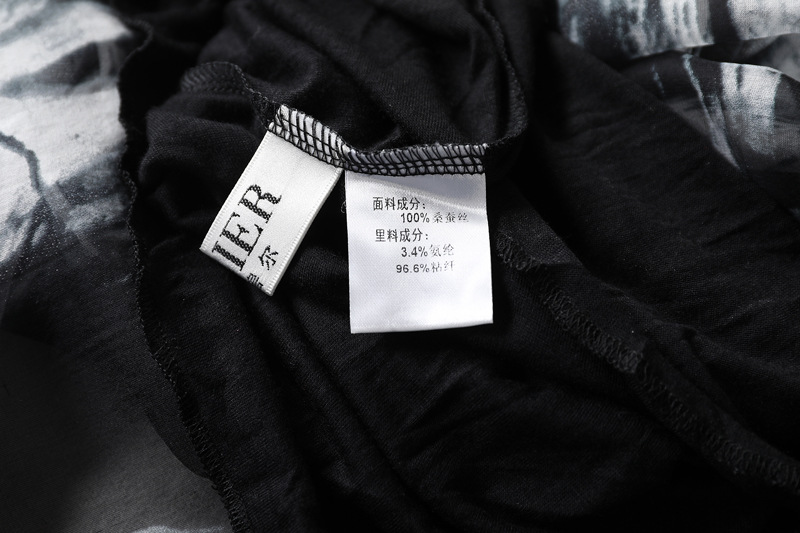 IER
尔
面料成分:
100%桑蚕丝
里料成分:
3.4%氨纶
96.6%粘纤